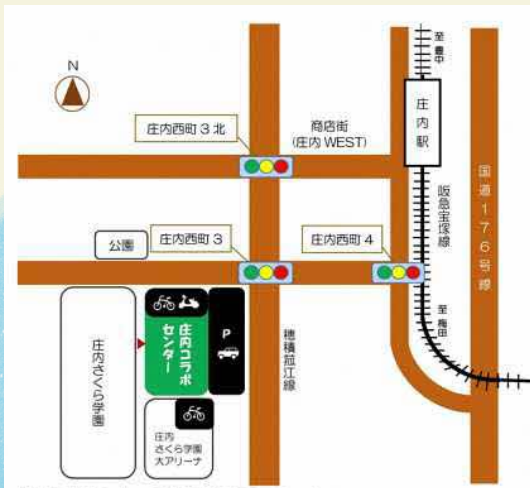 至 豊中
N
庄内西町3北
商店街
(庄内 WEST)
庄内駅
国道176号線
阪急宝塚線
公園
庄内西町3
庄内西町4
至 梅田
P
庄内コラボ
センター
庄内さくら学園
穂積菰江線
庄内
さくら学園
大アリーナ